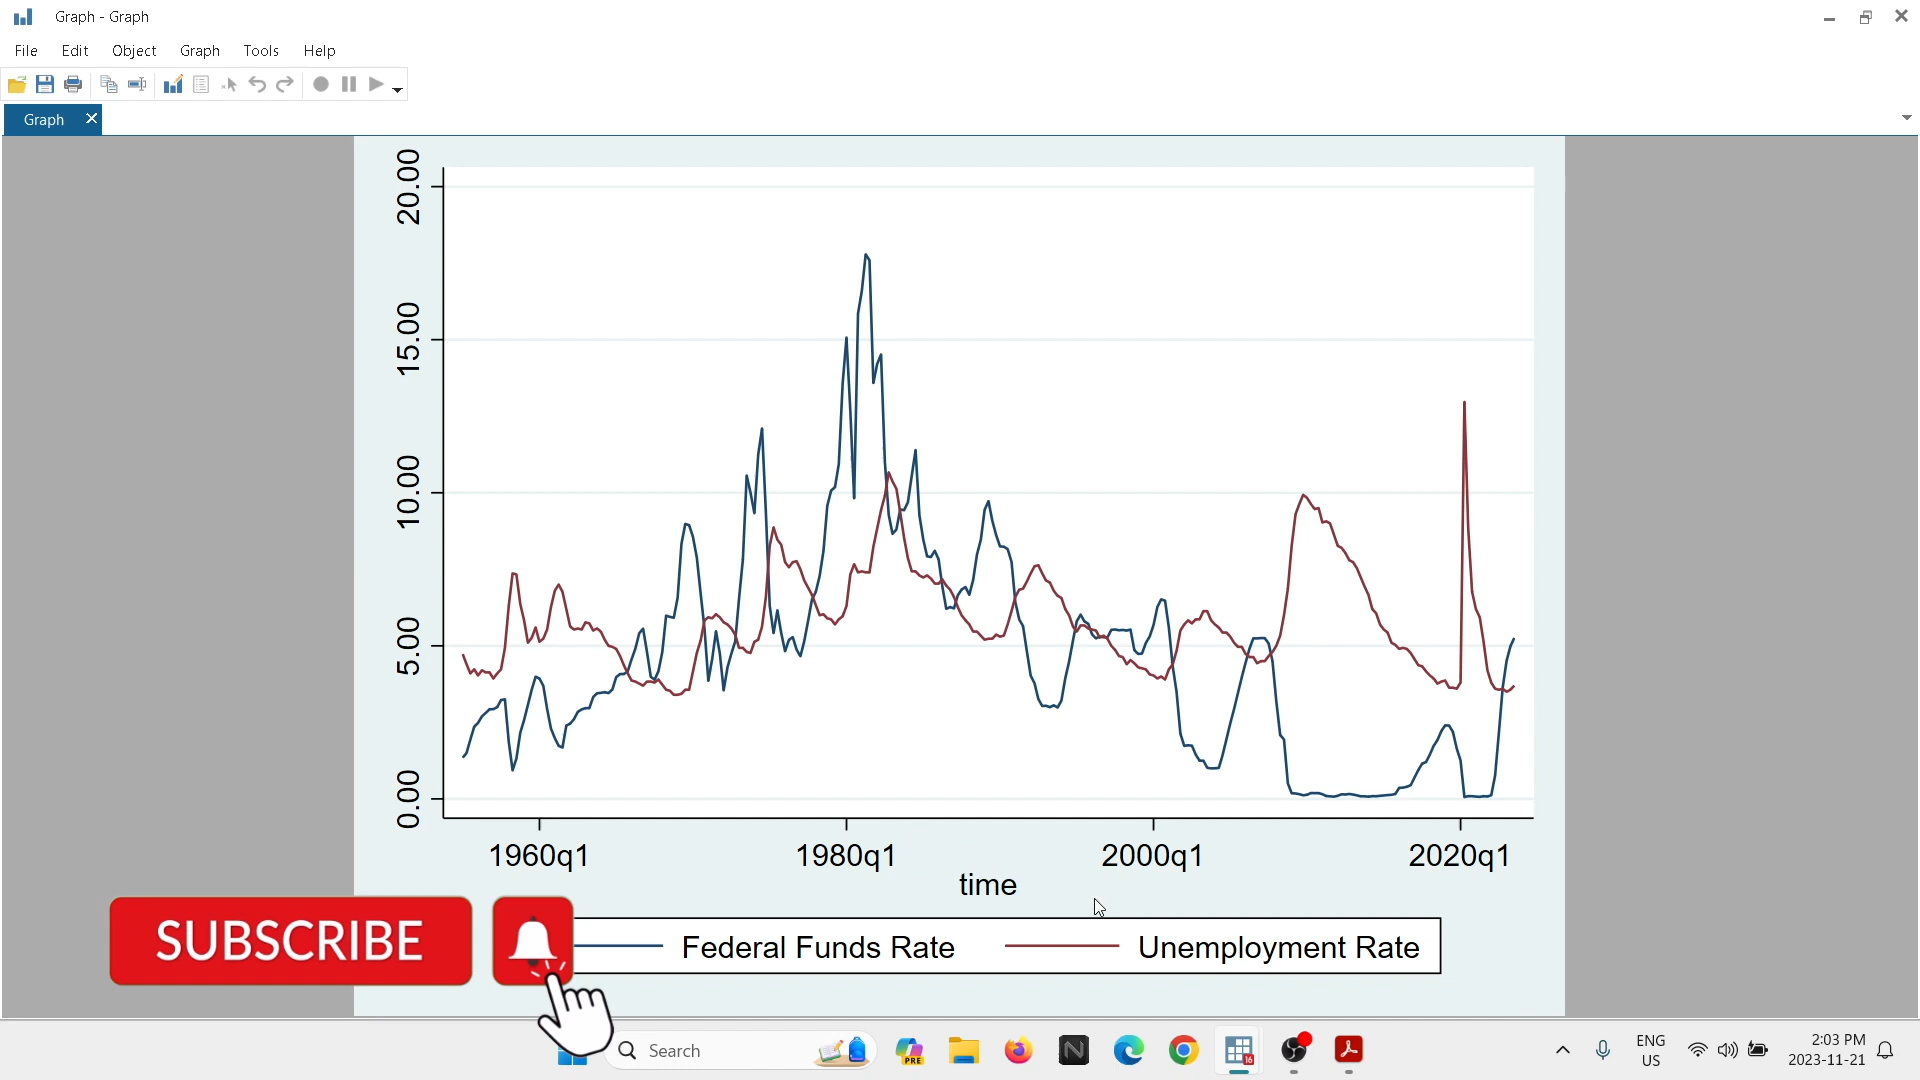 Graph - Graph
File Edit Object Graph Tools Help
Graph
20.00
15.00
10.00
5.00
0.00
1960q1 1980q1 2000q1 2020q1
time
Federal Funds Rate Unemployment Rate
SUBSCRIBE
Search
PRE
N
16
ENG
US
2:03 PM
2023-11-21